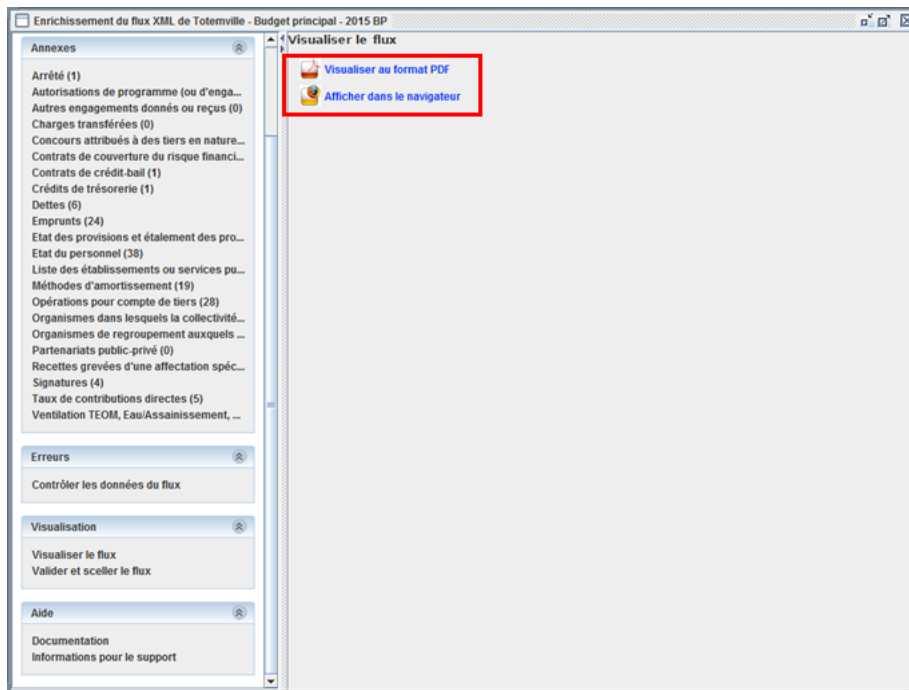 Enrichissement du flux XML de Totemville - Budget principal - 2015 BP
Annexes
Arrêté (1)
Autorisations de programme (ou d'enga...
Autres engagements donnés ou reçus (0)
Charges transférées (0)
Concours attribués à des tiers en nature...
Contrats de couverture du risque financi...
Contrats de crédit-bail (1)
Crédits de trésorerie (1)
Dettes (6)
Emprunts (24)
Etat des provisions et étalement des pro...
Etat du personnel (38)
Liste des établissements ou services pu...
Méthodes d'amortissement (19)
Opérations pour compte de tiers (28)
Organismes dans lesquels la collectivité...
Organismes de regroupement auxquels ...
Partenariats public-privé (0)
Recettes grevées d'une affectation spéc...
Signatures (4)
Taux de contributions directes (5)
Ventilation TEOM, Eau/Assainissement, ...
Erreurs
Contrôler les données du flux
Visualisation
Visualiser le flux
Valider et sceller le flux
Aide
Documentation
Informations pour le support
Visualiser le flux
Visualiser au format PDF
Afficher dans le navigateur